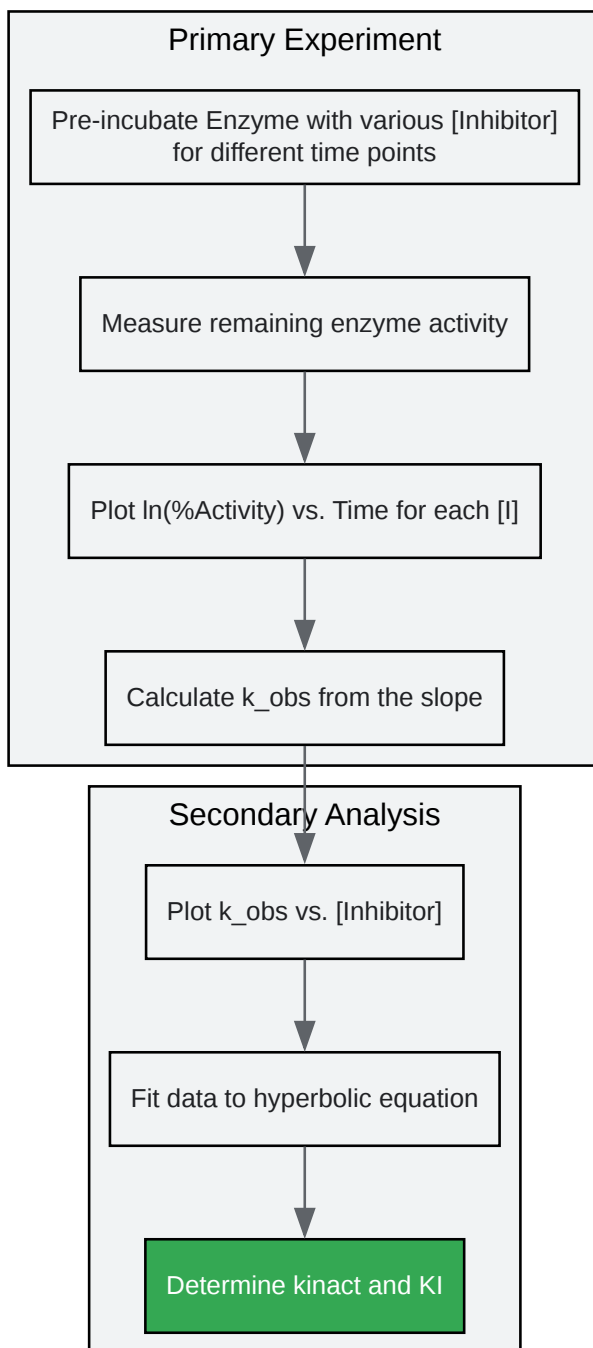 Primary Experiment
Pre-incubate Enzyme with various [Inhibitor]
for different time points
Measure remaining enzyme activity
Plot ln(%Activity) vs. Time for each [I]
Calculate k_obs from the slope
Secondary Analysis
Plot k_obs vs. [Inhibitor]
Fit data to hyperbolic equation
Determine kinact and KI